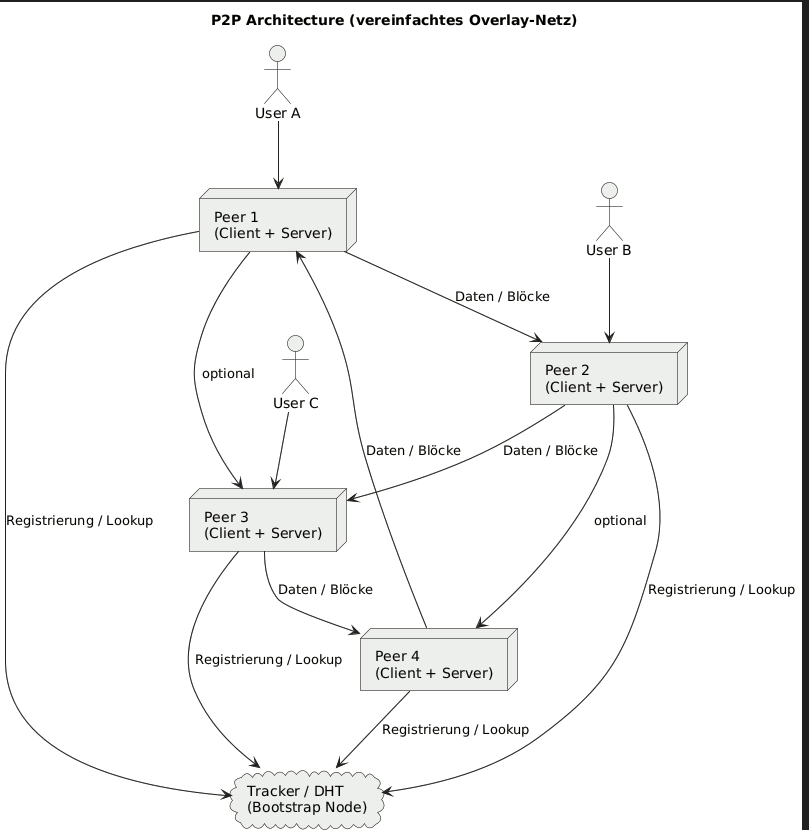 P2P Architecture (vereinfachtes Overlay-Netz)
User A
Peer 1
(Client + Server)
User B
Daten / Blöcke
Peer 2
(Client + Server)
optional
User C
Daten / Blöcke
Daten / Blöcke
Peer 3
(Client + Server)
Registrierung / Lookup
optional
Daten / Blöcke
Registrierung / Lookup
Peer 4
(Client + Server)
Registrierung / Lookup
Registrierung / Lookup
Tracker / DHT
(Bootstrap Node)